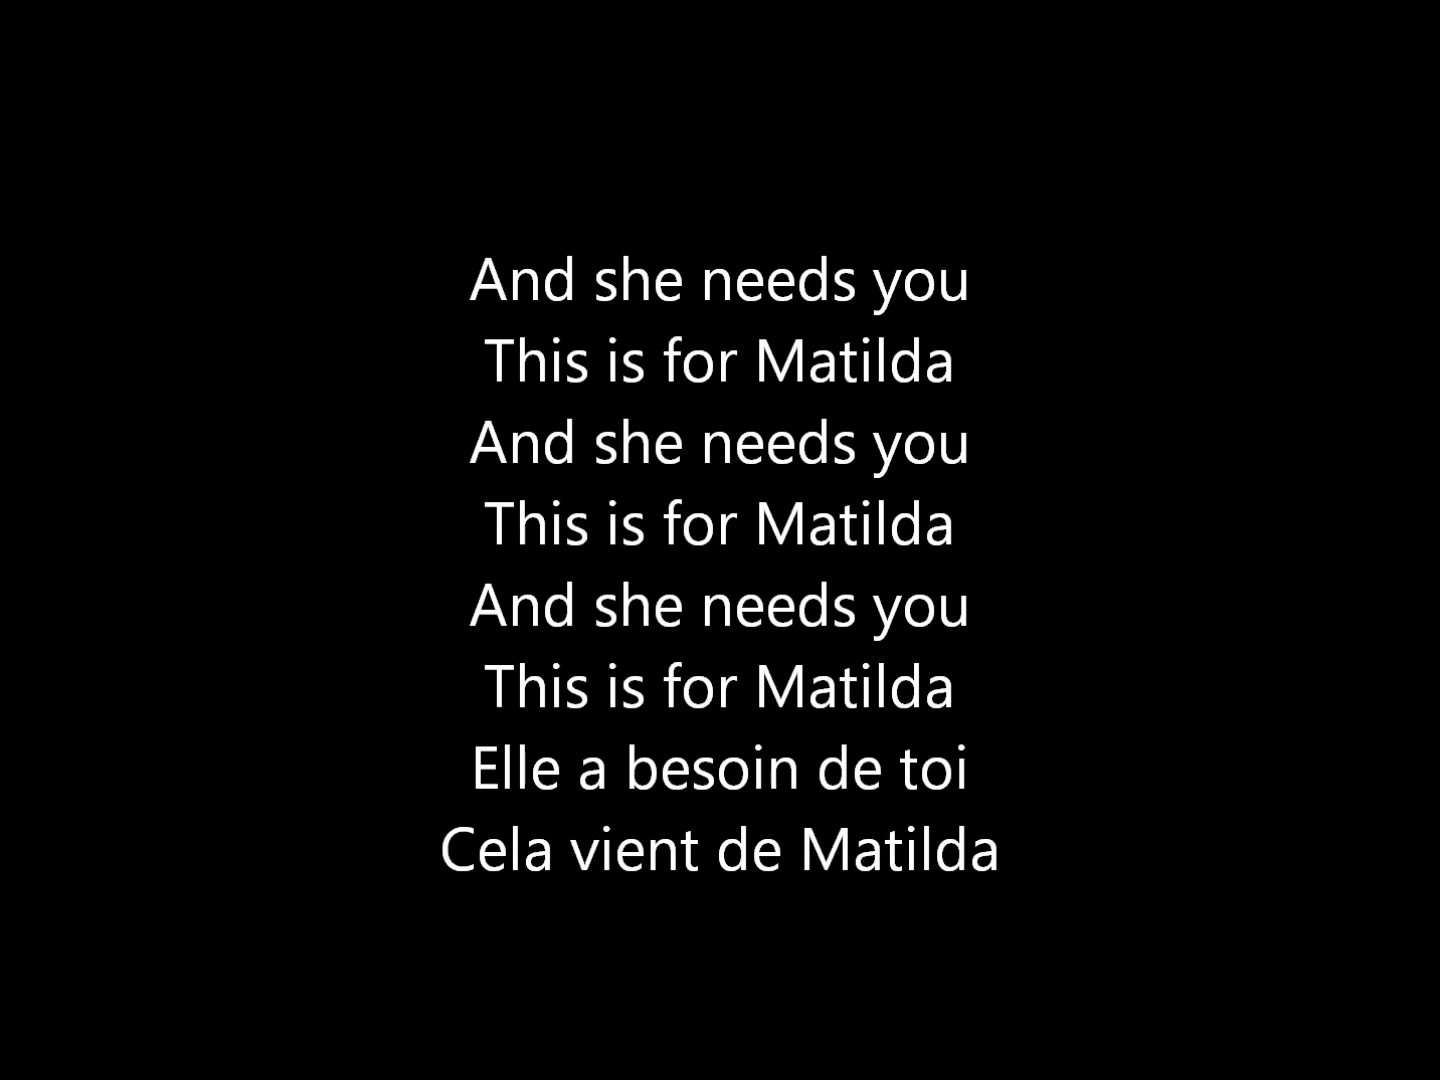 And she needs you
This is for Matilda
And she needs you
This is for Matilda
And she needs you
This is for Matilda
Elle a besoin de toi
Cela vient de Matilda